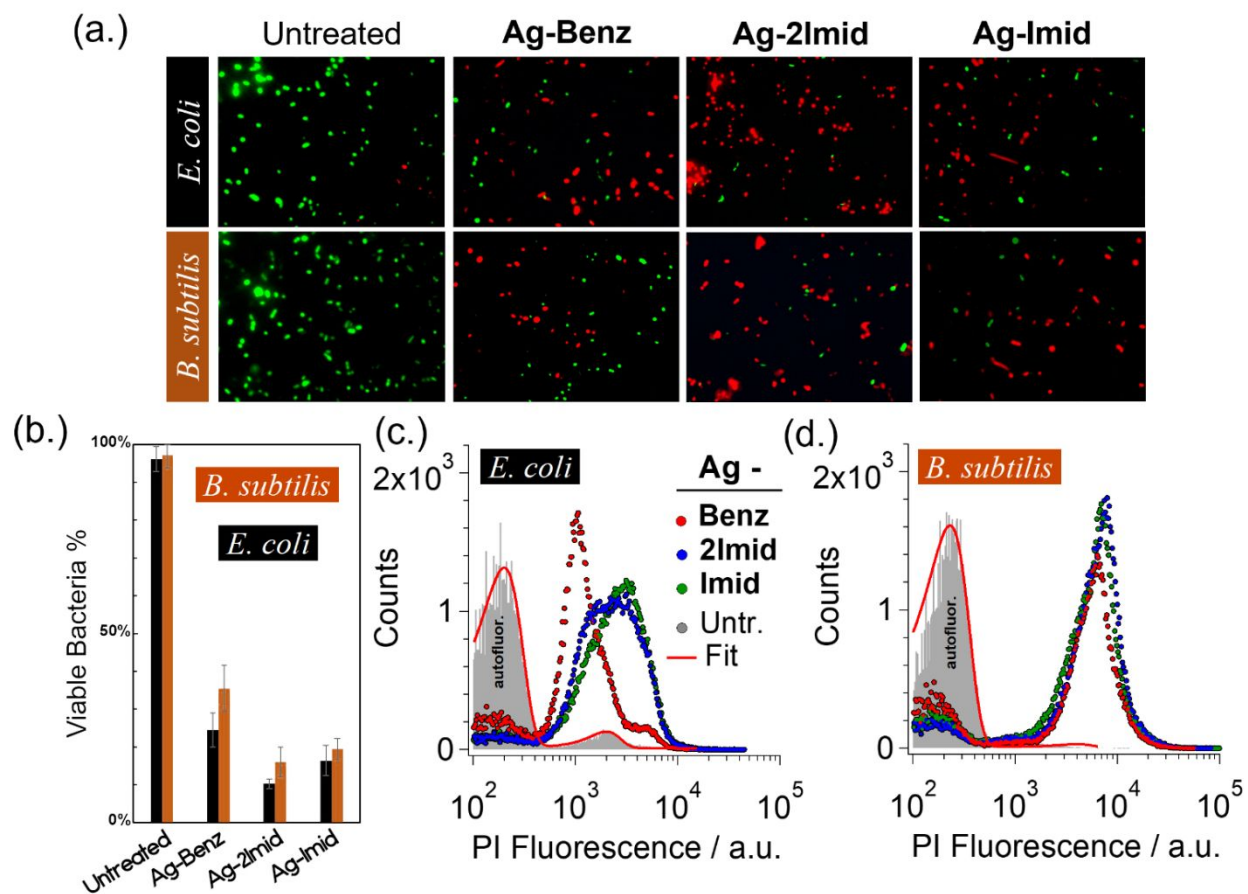 (a.)
Untreated Ag-Benz Ag-2Imid Ag-Imid
E. coli
B. subtilis
(b.)
100%
50%
0%
Viable Bacteria %
B. subtilis
E. coli
Untreated
Ag-Benz
Ag-2Imid
Ag-Imid
(c.)
E. coli
2x10³
1
0
Counts
autofluor.
Ag -
Benz
2Imid
Imid
Untr.
Fit
10² 10³ 10⁴ 10⁵
PI Fluorescence / a.u.
(d.)
B. subtilis
2x10³
1
0
Counts
autofluor.
10² 10³ 10⁴ 10⁵
PI Fluorescence / a.u.